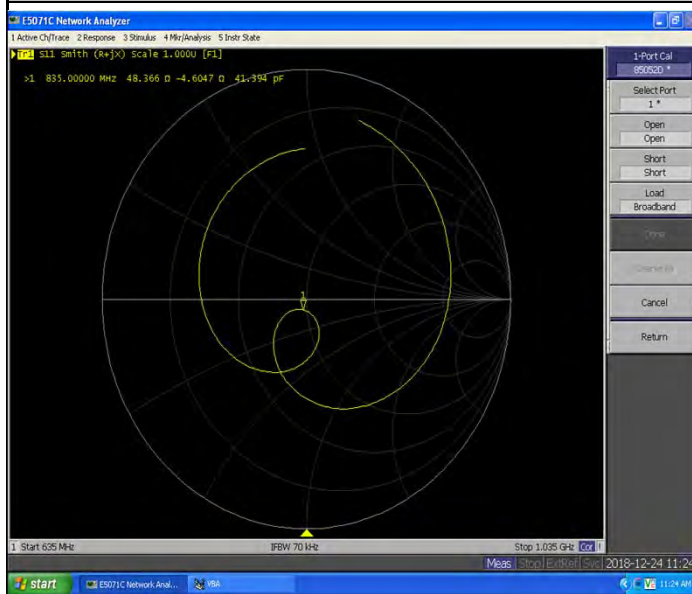 E5071C Network Analyzer
1 Active Ch/Trace 2 Response 3 Stimulus 4 Mkr/Analysis 5 Instr State
Tr1 S11 Smith (R+jX) Scale 1.000U [F1]
>1 835.00000 MHz 48.366 Ω -4.6047 Ω 41.394 pF
1
1-Port Cal
85052D *
Select Port
1 *
Open
Open
Short
Short
Load
Broadband
Done
Cancel
Return
1 Start 635 MHz IFBW 70 kHz Stop 1.035 GHz Cor !
Meas Stop ExtRef Svc 2018-12-24 11:24
start E5071C Network Anal... VBA 11:24 AM